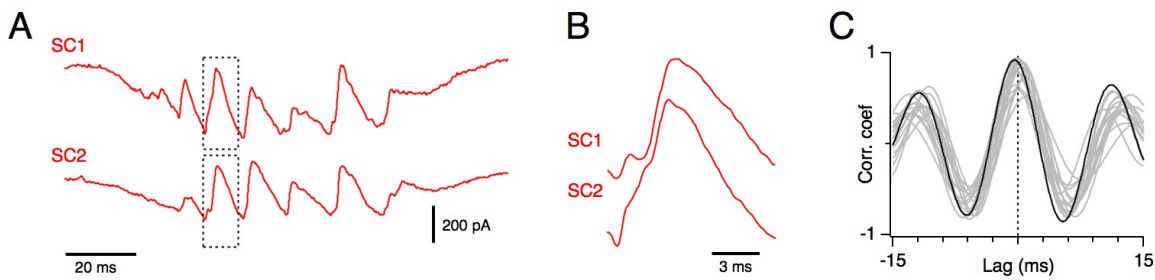 A
SC1
SC2
20 ms
200 pA
B
SC1
SC2
3 ms
C
1
Corr. coef
-1
-15
15
Lag (ms)